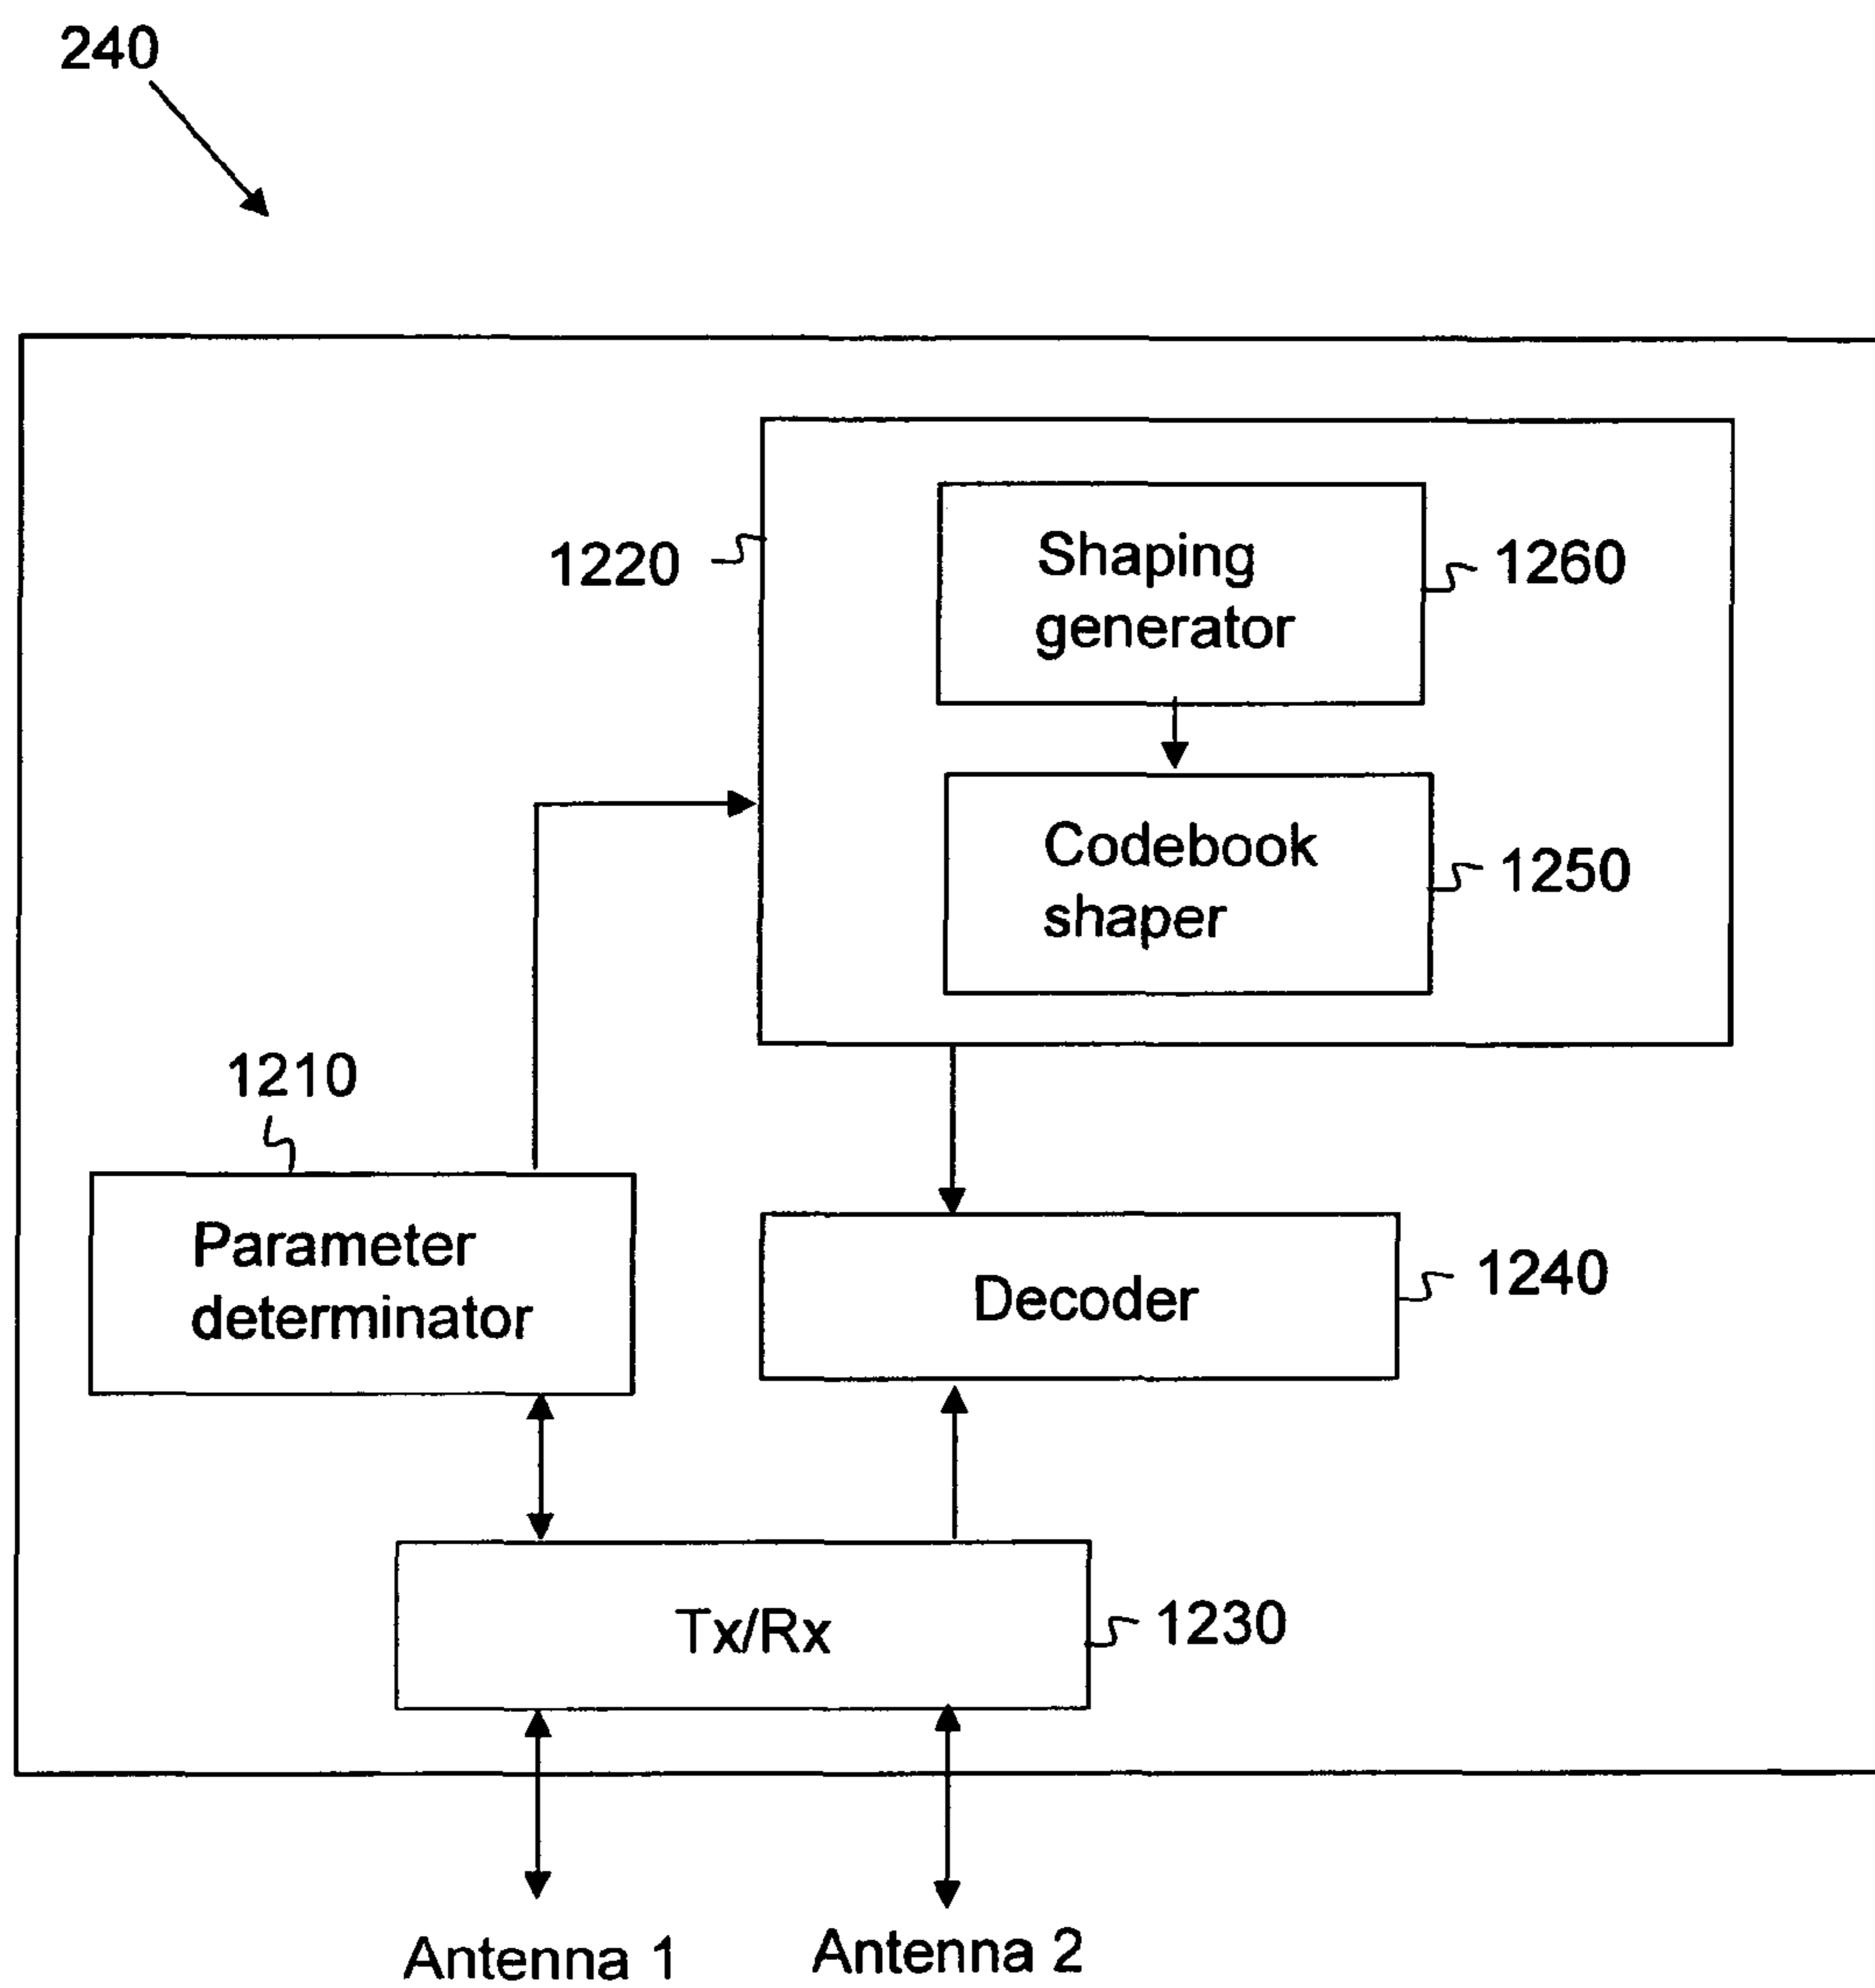 240
1220
Shaping
generator
1260
Codebook
shaper
1250
1210
Parameter
determinator
Decoder
1240
Tx/Rx
1230
Antenna 1
Antenna 2